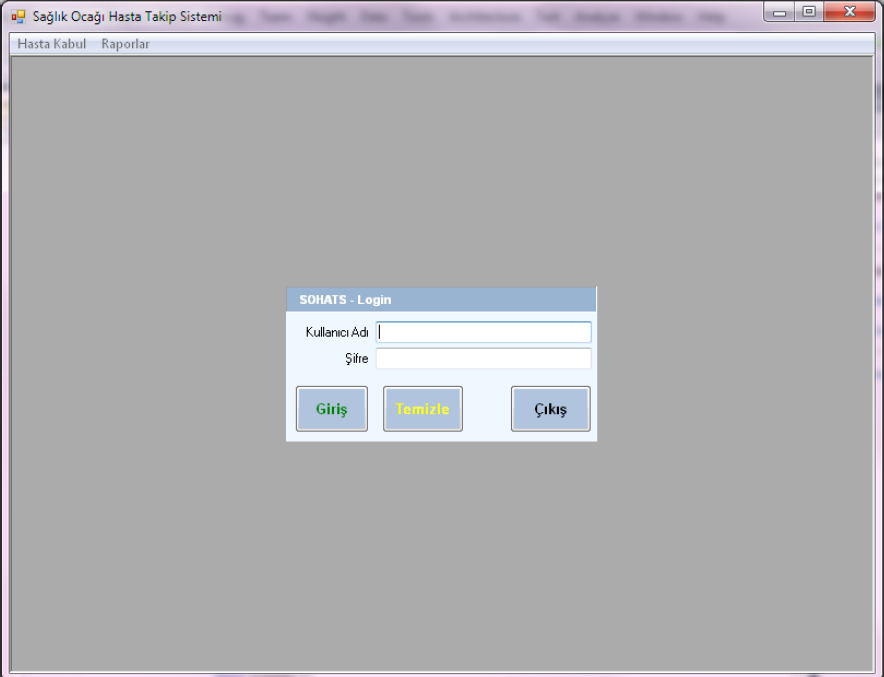 Sağlık Ocağı Hasta Takip Sistemi
Hasta Kabul Raporlar
SOHATS - Login
Kullanıcı Adı
Şifre
Giriş Temizle Çıkış